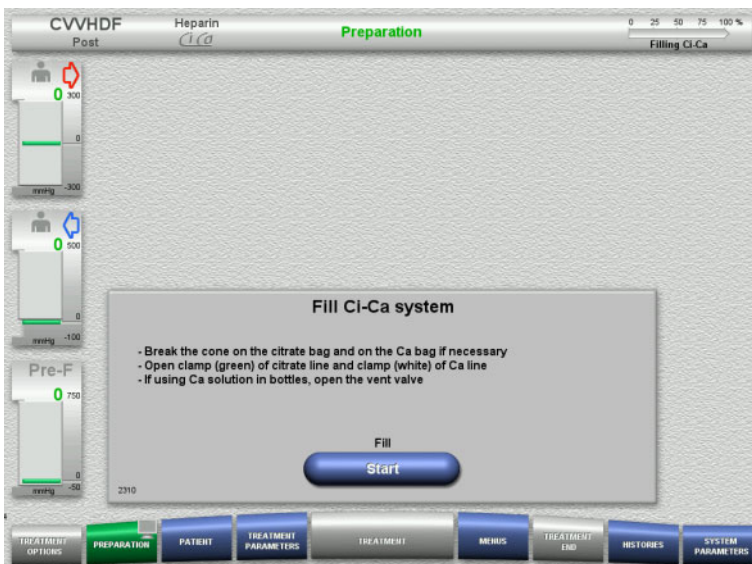 CVVHDF
Post
Heparin
Ci Ca
Preparation
0 25 50 75 100 %
Filling Ci-Ca
0
300
0
mmHg
-300
0
500
0
mmHg
-100
Pre-F
0
750
0
mmHg
-50
Fill Ci-Ca system
- Break the cone on the citrate bag and on the Ca bag if necessary
- Open clamp (green) of citrate line and clamp (white) of Ca line
- If using Ca solution in bottles, open the vent valve
Fill
Start
2310
TREATMENT
OPTIONS
PREPARATION
PATIENT
TREATMENT
PARAMETERS
TREATMENT
MENUS
TREATMENT
END
HISTORIES
SYSTEM
PARAMETERS